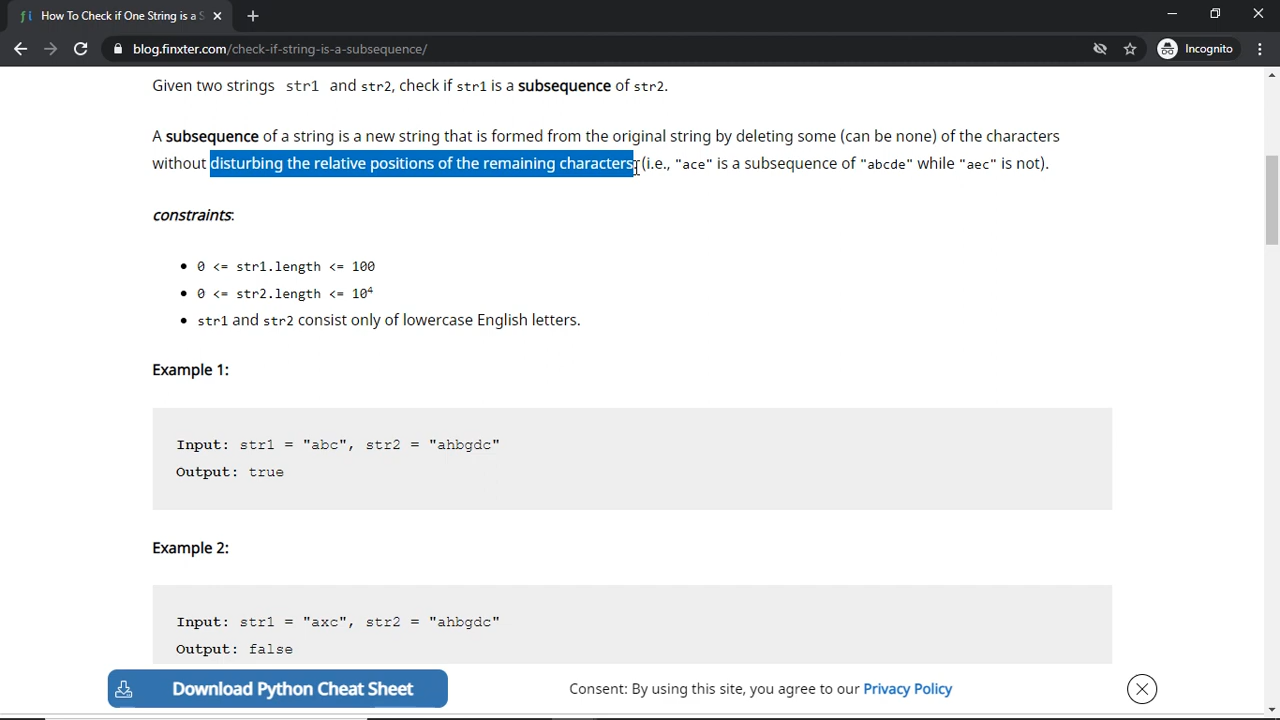 How To Check if One String is a S
blog.finxter.com/check-if-string-is-a-subsequence/
Incognito
Given two strings str1 and str2, check if str1 is a subsequence of str2.
A subsequence of a string is a new string that is formed from the original string by deleting some (can be none) of the characters
without disturbing the relative positions of the remaining characters (i.e., "ace" is a subsequence of "abcde" while "aec" is not).
constraints:
• 0 <= str1.length <= 100
• 0 <= str2.length <= 10⁴
• str1 and str2 consist only of lowercase English letters.
Example 1:
Input: str1 = "abc", str2 = "ahbgdc"
Output: true
Example 2:
Input: str1 = "axc", str2 = "ahbgdc"
Output: false
Download Python Cheat Sheet
Consent: By using this site, you agree to our Privacy Policy